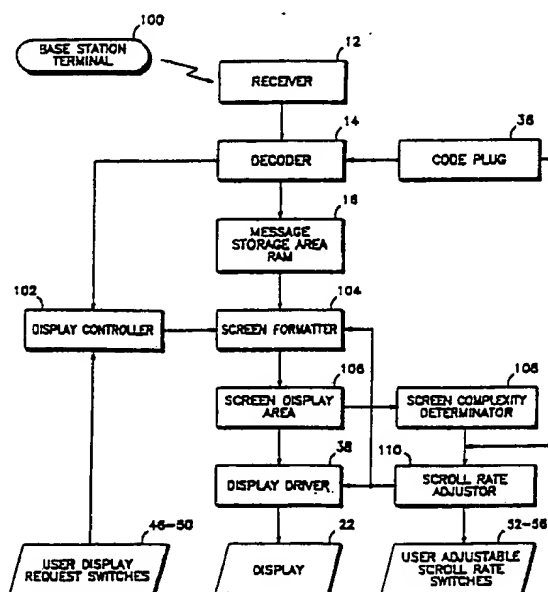 100
BASE STATION
TERMINAL
12
RECEIVER
14
DECODER
36
CODE PLUG
16
MESSAGE
STORAGE AREA
RAM
102
DISPLAY CONTROLLER
104
SCREEN FORMATTER
106
SCREEN DISPLAY
AREA
108
SCREEN COMPLEXITY
DETERMINATOR
38
DISPLAY DRIVER
110
SCROLL RATE
ADJUSTOR
46-50
USER DISPLAY
REQUEST SWITCHES
22
DISPLAY
52-56
USER ADJUSTABLE
SCROLL RATE
SWITCHES